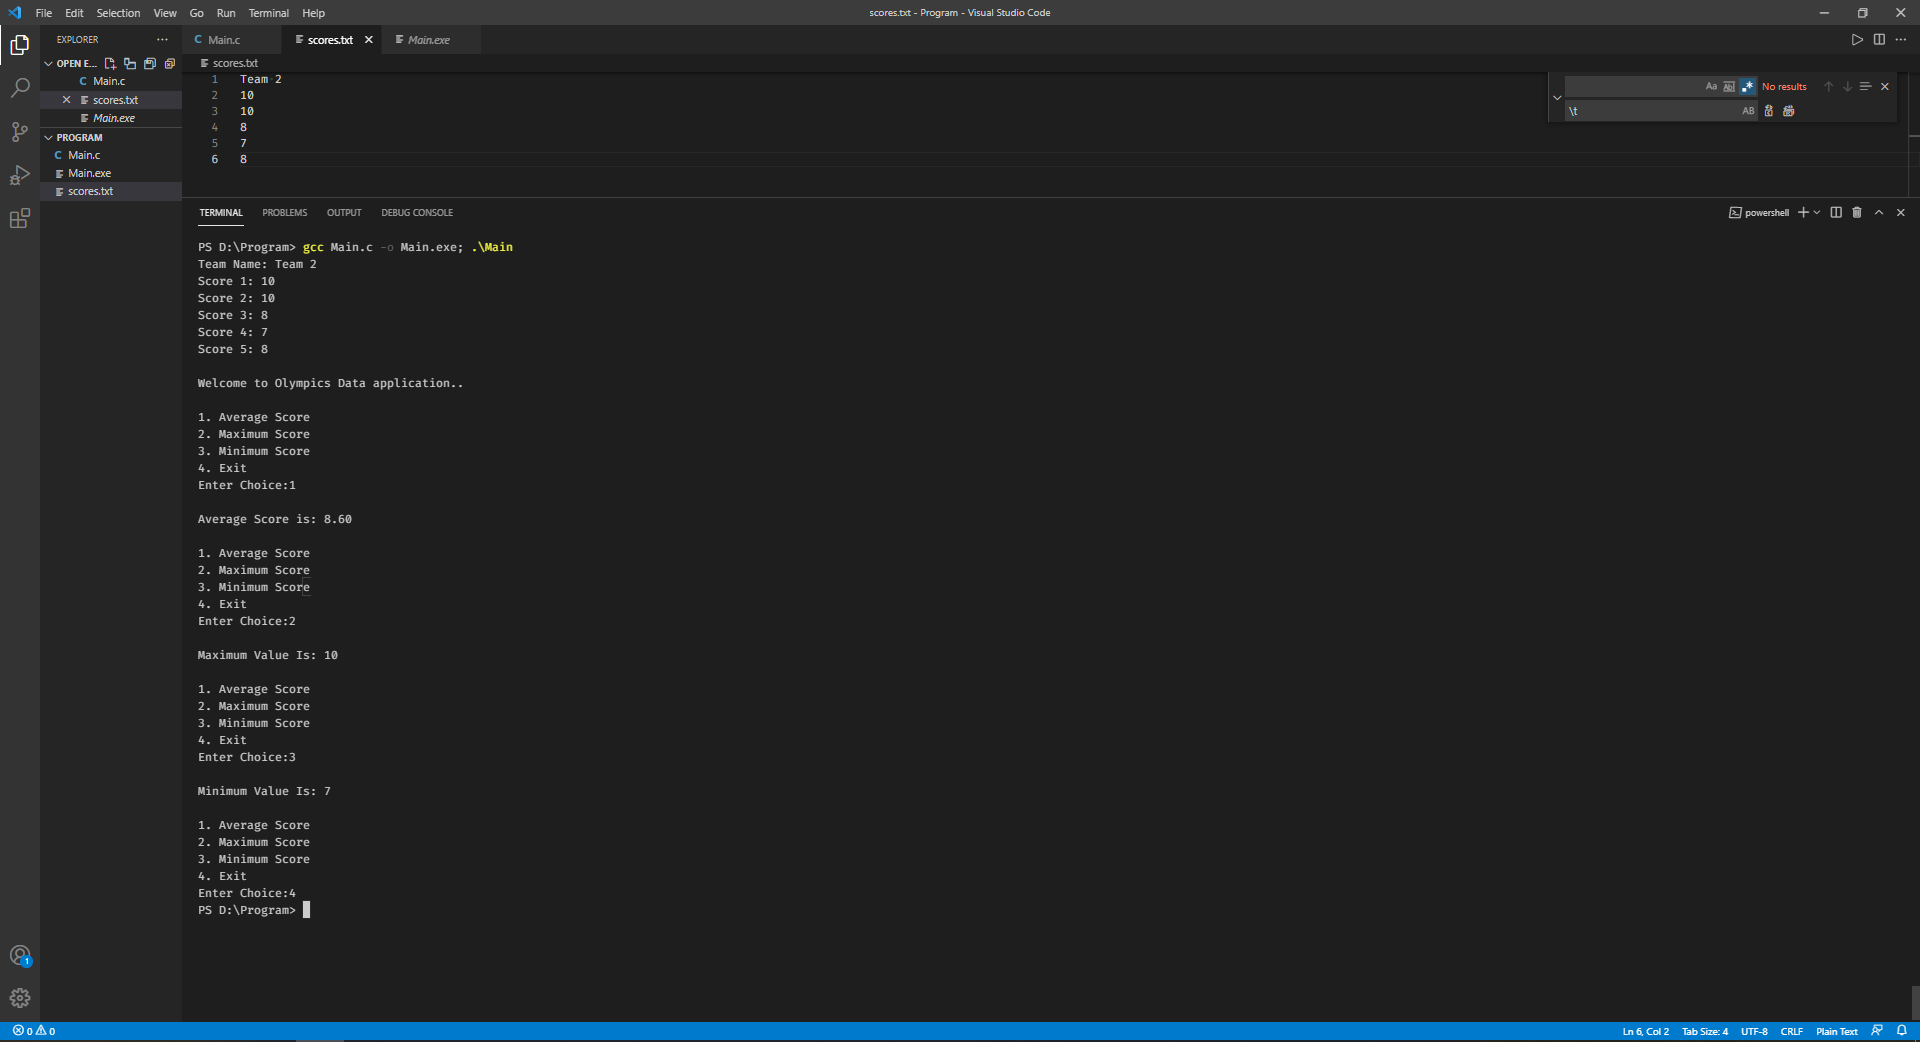 File Edit Selection View Go Run Terminal Help
scores.txt - Program - Visual Studio Code
EXPLORER
OPEN E...
Main.c
scores.txt
Main.exe
PROGRAM
Main.c
Main.exe
scores.txt
Main.c scores.txt Main.exe
scores.txt
1 Team 2
2 10
3 10
4 8
5 7
6 8
Aa Ab No results
\t AB
TERMINAL PROBLEMS OUTPUT DEBUG CONSOLE
powershell
PS D:\Program> gcc Main.c -o Main.exe; .\Main
Team Name: Team 2
Score 1: 10
Score 2: 10
Score 3: 8
Score 4: 7
Score 5: 8
Welcome to Olympics Data application..
1. Average Score
2. Maximum Score
3. Minimum Score
4. Exit
Enter Choice:1
Average Score is: 8.60
1. Average Score
2. Maximum Score
3. Minimum Score
4. Exit
Enter Choice:2
Maximum Value Is: 10
1. Average Score
2. Maximum Score
3. Minimum Score
4. Exit
Enter Choice:3
Minimum Value Is: 7
1. Average Score
2. Maximum Score
3. Minimum Score
4. Exit
Enter Choice:4
PS D:\Program>
1
0 0
Ln 6, Col 2 Tab Size: 4 UTF-8 CRLF Plain Text